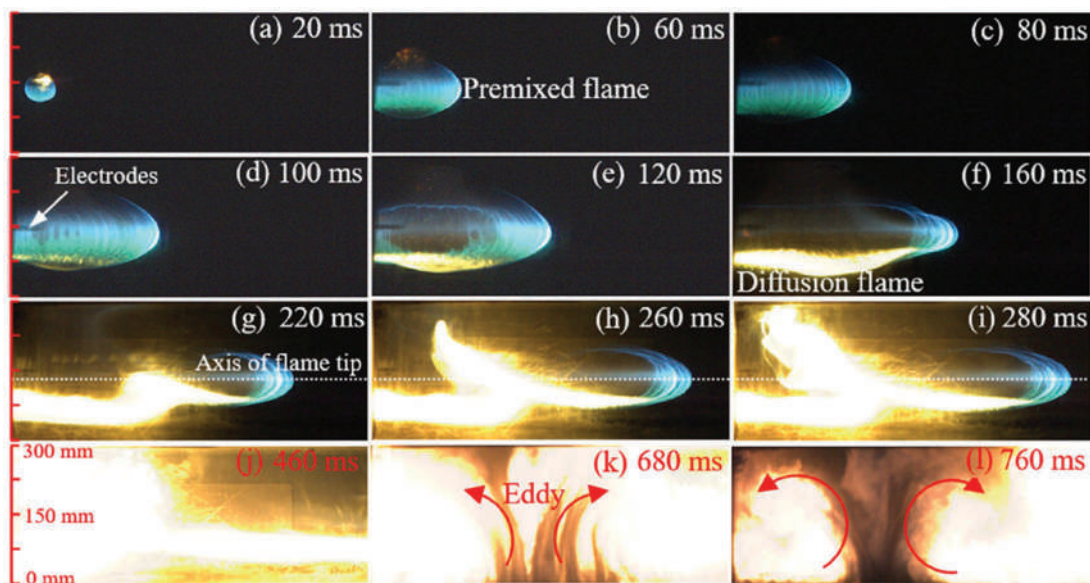 (a) 20 ms
(b) 60 ms
Premixed flame
(c) 80 ms
Electrodes
(d) 100 ms
(e) 120 ms
(f) 160 ms
Diffusion flame
(g) 220 ms
Axis of flame tip
(h) 260 ms
(i) 280 ms
300 mm
150 mm
0 mm
(j) 460 ms
(k) 680 ms
Eddy
(l) 760 ms